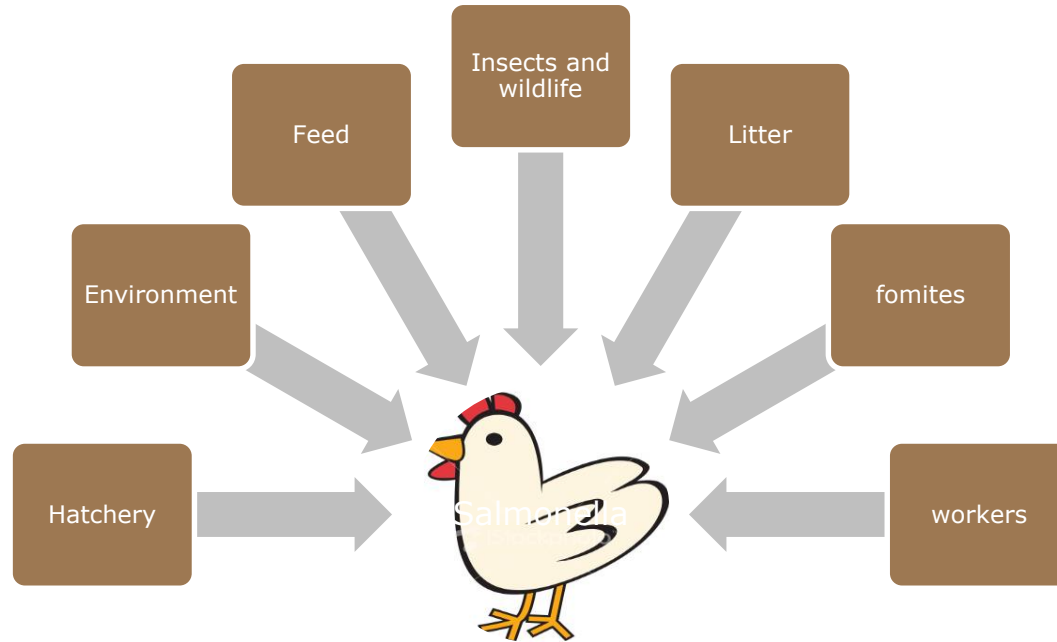 Insects and
wildlife
Feed
Litter
Environment
fomites
Hatchery
Salmonella
workers